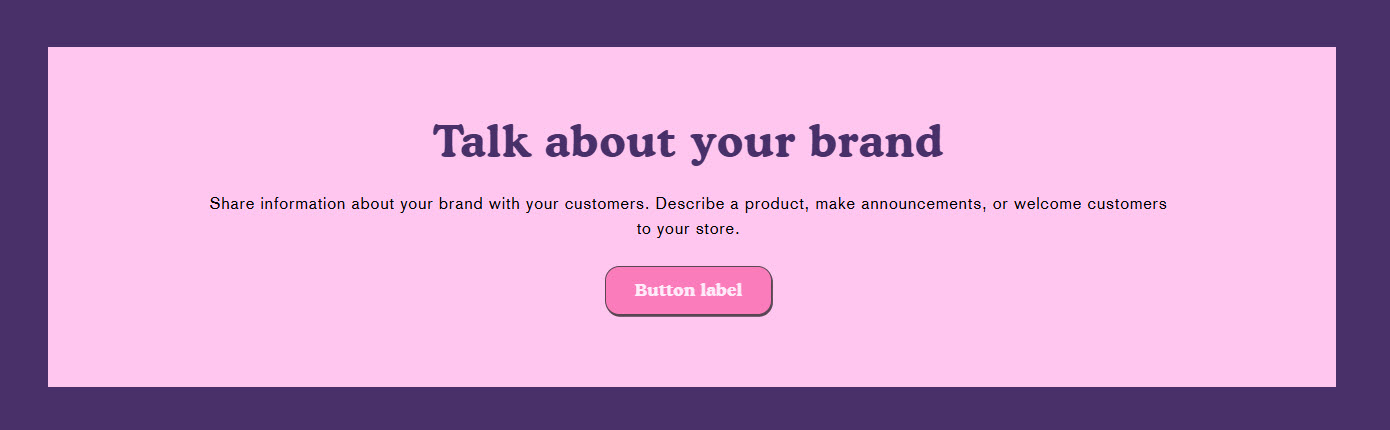 Talk about your brand
Share information about your brand with your customers. Describe a product, make announcements, or welcome customers
to your store.
Button label